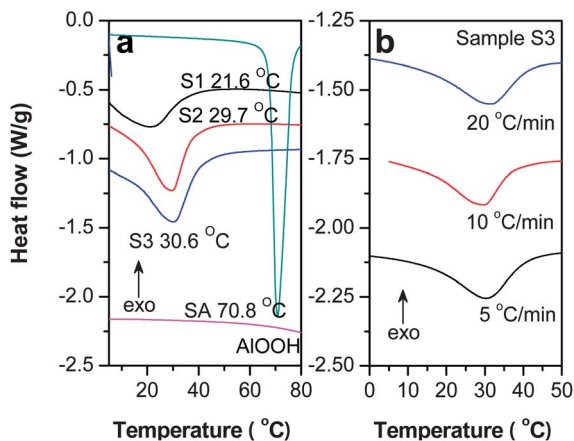 a
Heat flow (W/g)
0.0
-0.5
-1.0
-1.5
-2.0
-2.5
S1 21.6 °C
S2 29.7 °C
S3 30.6 °C
exo
SA 70.8 °C
AlOOH
20 40 60 80
Temperature ( °C)
b
Sample S3
-1.25
-1.50
-1.75
-2.00
-2.25
-2.50
20 °C/min
10 °C/min
5 °C/min
exo
0 10 20 30 40 50
Temperature ( °C)